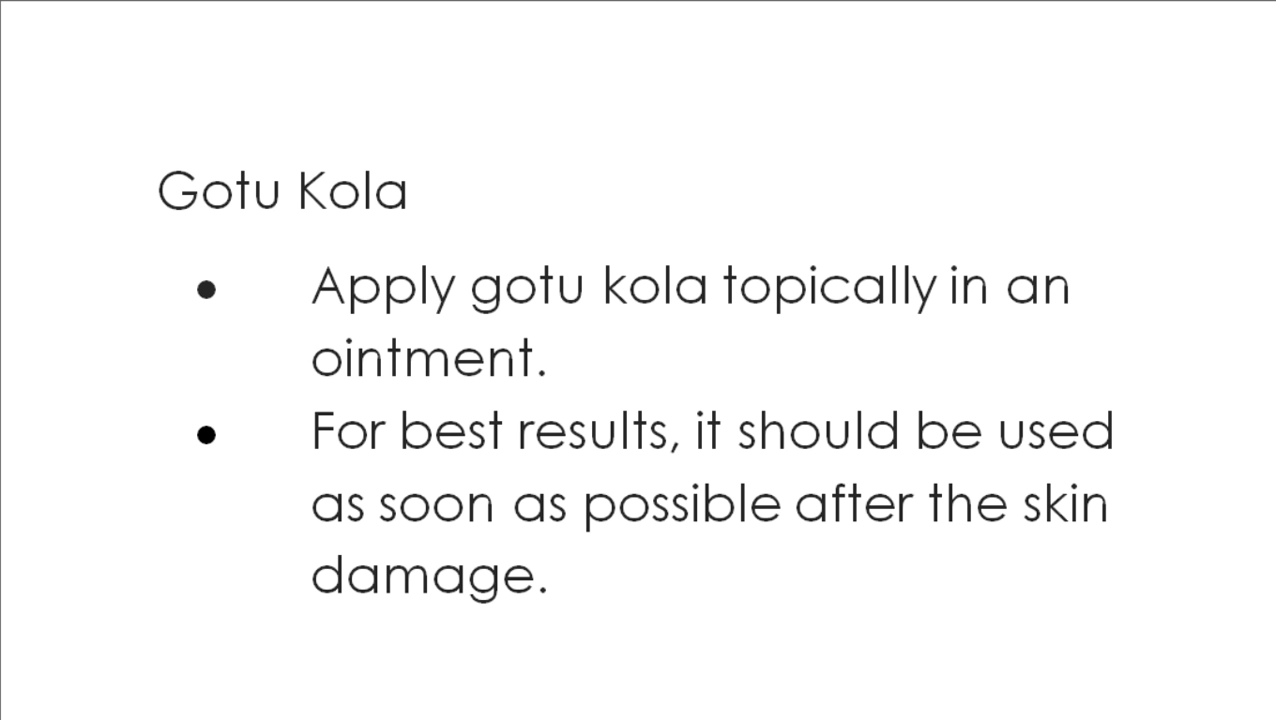 Gotu Kola
• Apply gotu kola topically in an
ointment.
• For best results, it should be used
as soon as possible after the skin
damage.